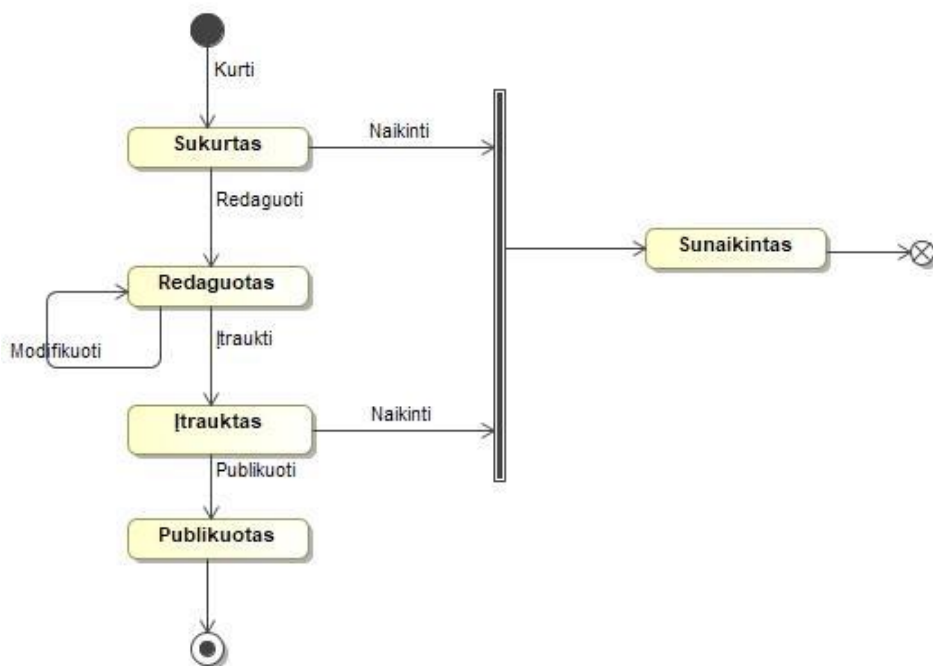 Kurti
Sukurtas
Naikinti
Redaguoti
Sunaikintas
Redaguotas
Modifikuoti
Įtraukti
Įtrauktas
Naikinti
Publikuoti
Publikuotas